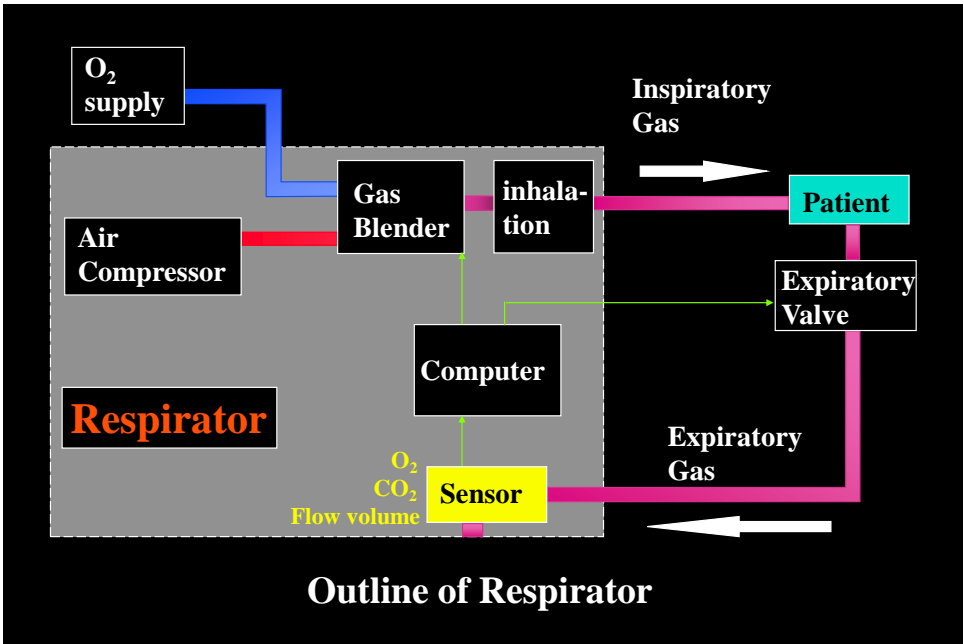 O₂
supply
Inspiratory
Gas
Gas
Blender
inhala-
tion
Patient
Air
Compressor
Expiratory
Valve
Computer
Respirator
Expiratory
Gas
O₂
CO₂
Flow volume
Sensor
Outline of Respirator